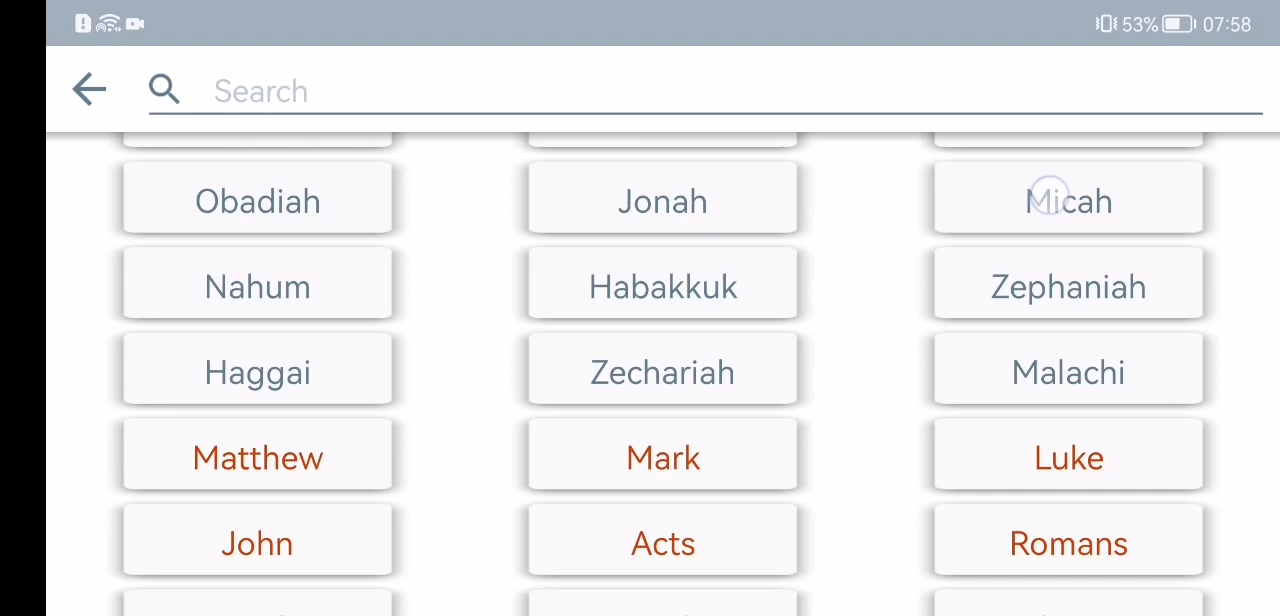 53% 07:58
Search
Obadiah Jonah Micah
Nahum Habakkuk Zephaniah
Haggai Zechariah Malachi
Matthew Mark Luke
John Acts Romans